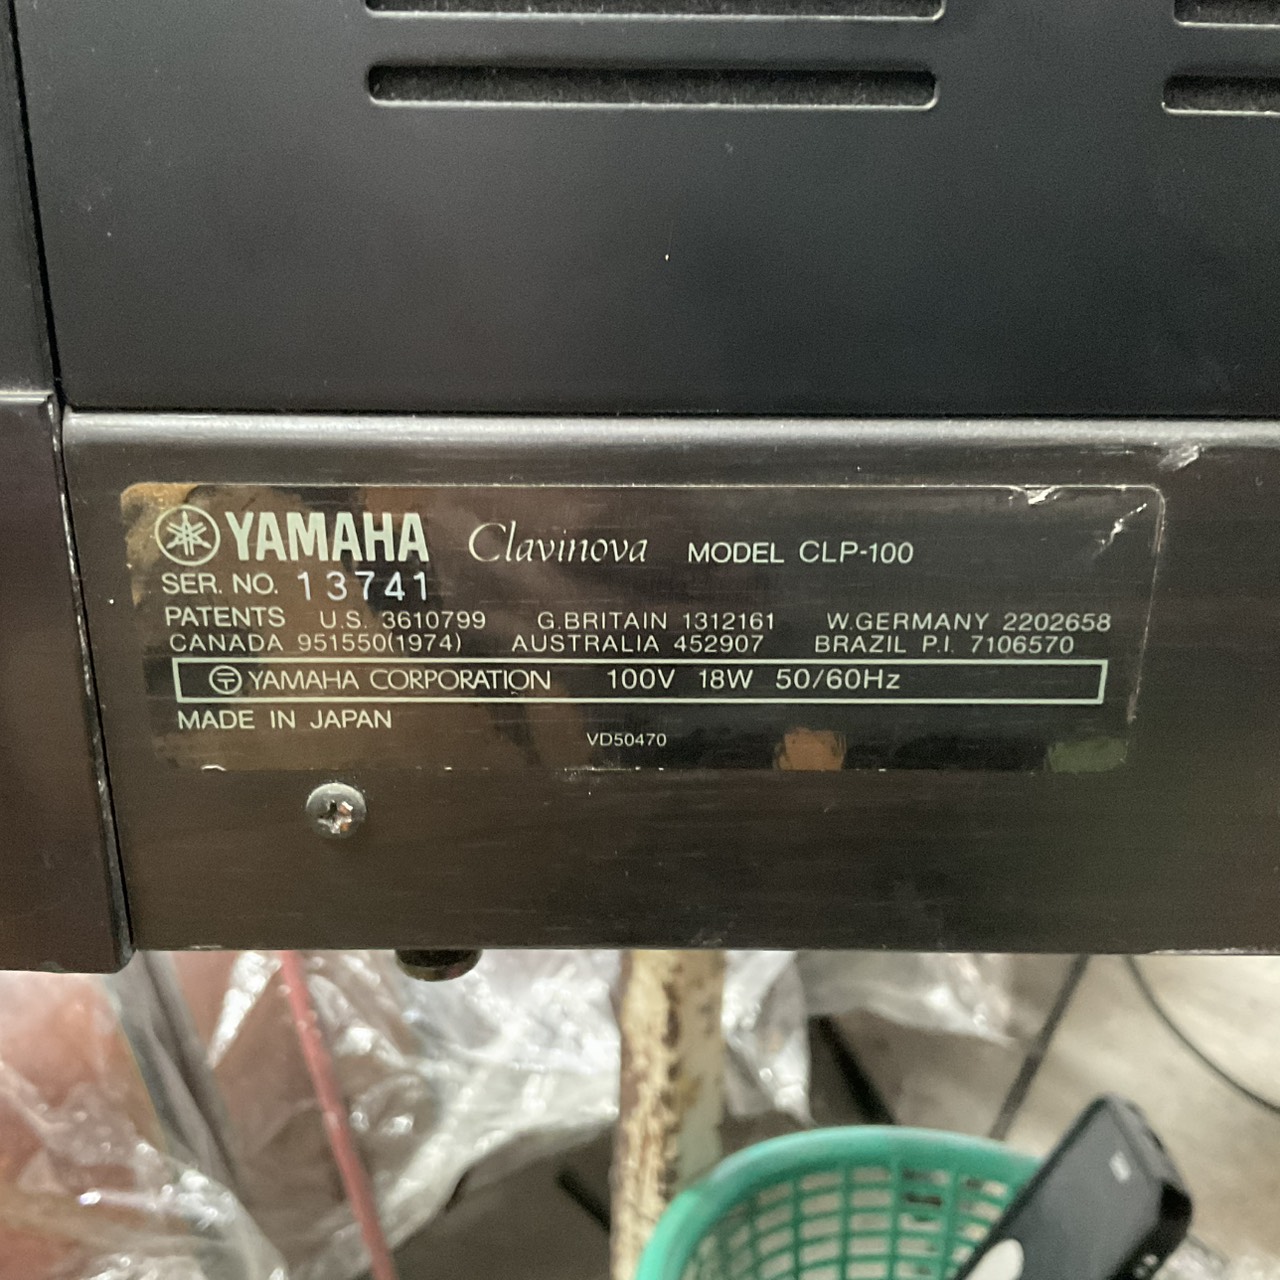 YAMAHA Clavinova MODEL CLP-100
SER. NO. 13741
PATENTS U.S. 3610799 G.BRITAIN 1312161 W.GERMANY 2202658
CANADA 951550(1974) AUSTRALIA 452907 BRAZIL P.I. 7106570
YAMAHA CORPORATION 100V 18W 50/60Hz
MADE IN JAPAN
VD50470